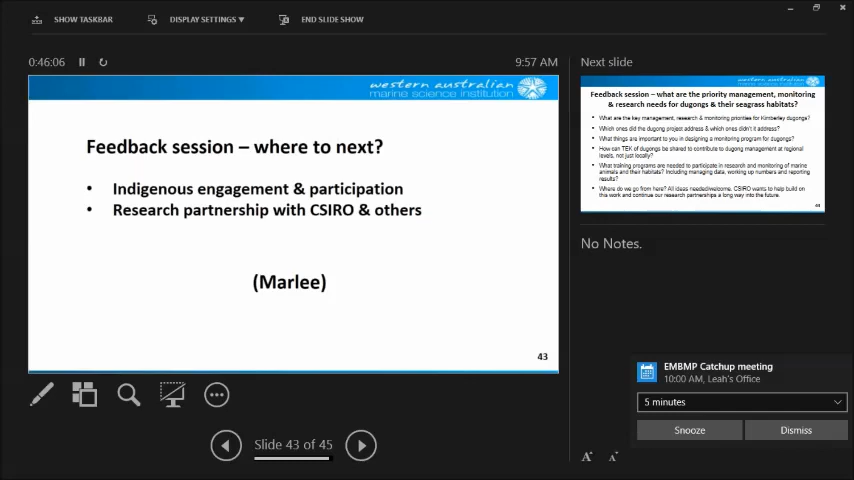 SHOW TASKBAR
DISPLAY SETTINGS ▼
END SLIDE SHOW
0:46:06
9:57 AM
western australian
marine science institution
Feedback session – where to next?
• Indigenous engagement & participation
• Research partnership with CSIRO & others
(Marlee)
43
Slide 43 of 45
Next slide
western australian
marine science institution
Feedback session – what are the priority management, monitoring
& research needs for dugongs & their seagrass habitats?
• What are the key management, research & monitoring priorities for Kimberley dugongs?
• Which ones did the dugong project address & which ones didn't it address?
• What things are important to you in designing a monitoring program for dugongs?
• How can TEK of dugongs be shared to contribute to dugong management at regional
levels, not just locally?
• What training programs are needed to participate in research and monitoring of marine
animals and their habitats? Including managing data, working up numbers and reporting
results?
• Where do we go from here? All ideas needed/welcome. CSIRO wants to help build on
this work and continue our research partnerships a long way into the future.
44
No Notes.
EMBMP Catchup meeting
10:00 AM, Leah's Office
5 minutes
Snooze
Dismiss
A
A